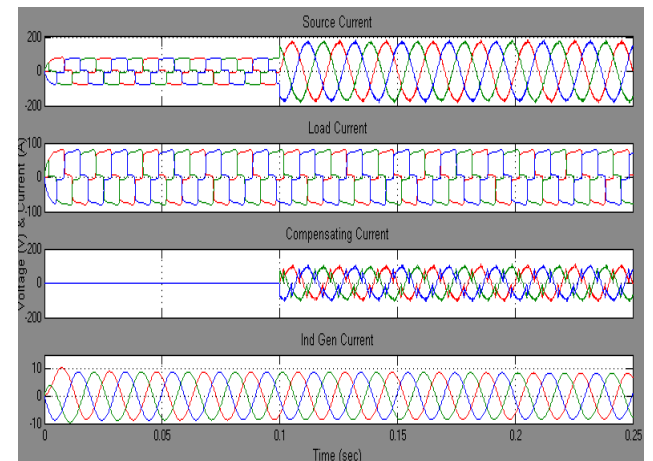 Source Current
200
0
-200
Load Current
100
0
-100
Compensating Current
200
0
-200
Voltage (V) & Current (A)
Ind Gen Current
10
0
-10
0 0.05 0.1 0.15 0.2 0.25
Time (sec)